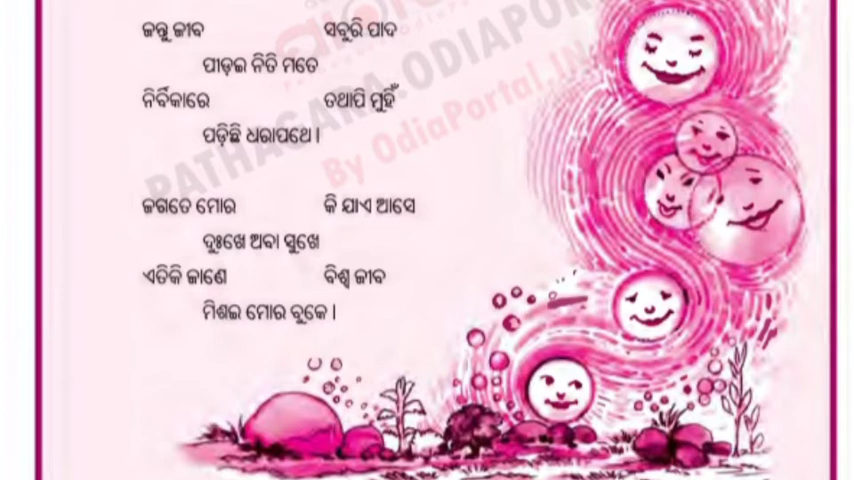 ଜନ୍ତୁ ଜୀବ ସବୁରି ପାଦ
ପୀଡ଼ଇ ନିତି ମତେ
ନିର୍ବିକାରେ ତଥାପି ମୁହିଁ
ପଡ଼ିଛି ଧରାପଥେ ।
ଜଗତେ ମୋର କି ଯାଏ ଆସେ
ଦୁଃଖେ ଅବା ସୁଖେ
ଏତିକି ଜାଣେ ବିଶ୍ୱ ଜୀବ
ମିଶଇ ମୋର ବୁକେ ।
PATHAGARA.ODIAPORTAL.IN
By OdiaPortal.IN